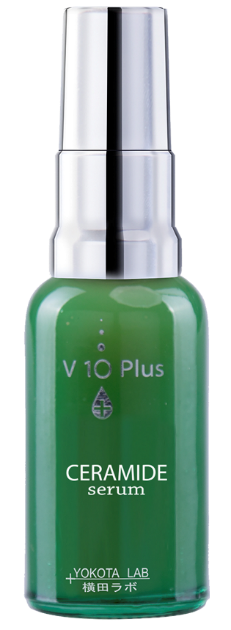 V 10 Plus
CERAMIDE
serum
+YOKOTA LAB
横田ラボ